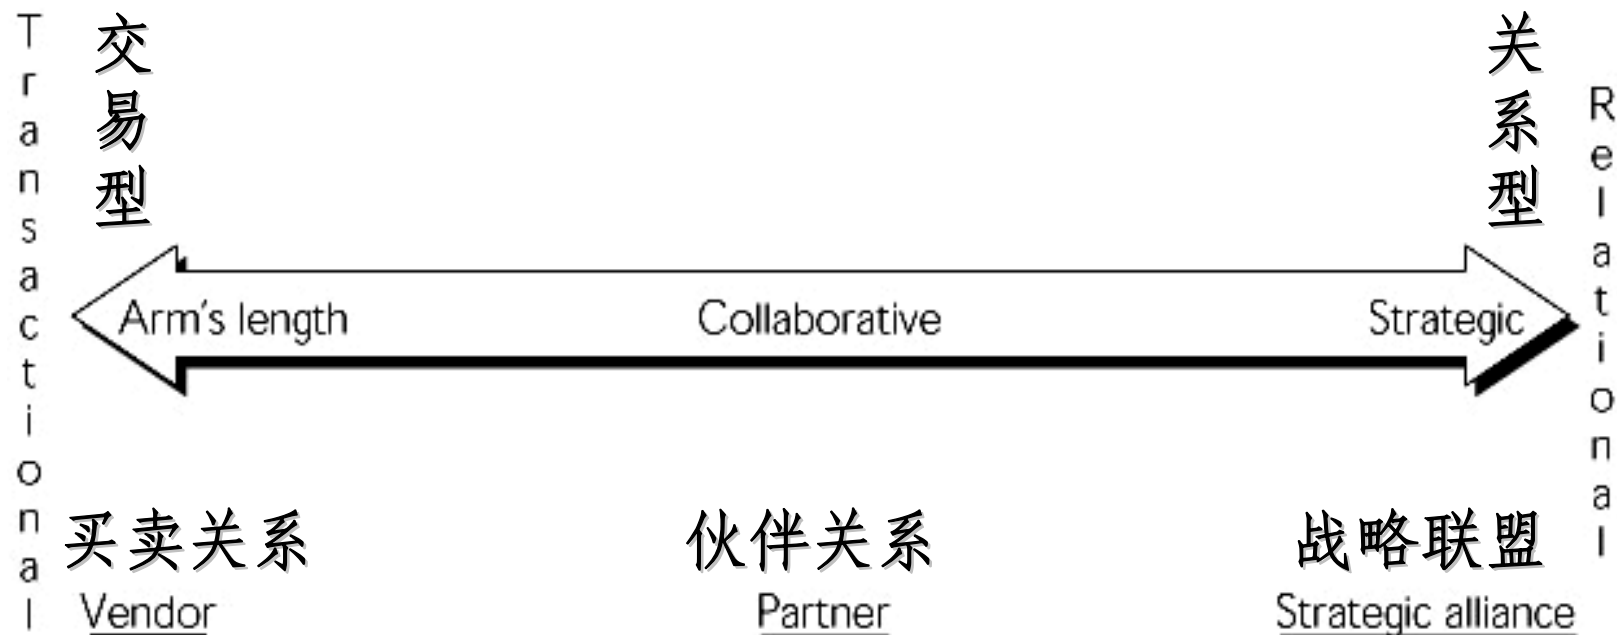 Transactional
交易型
关系型
Relational
Arm's length Collaborative Strategic
买卖关系 伙伴关系 战略联盟
Vendor Partner Strategic alliance